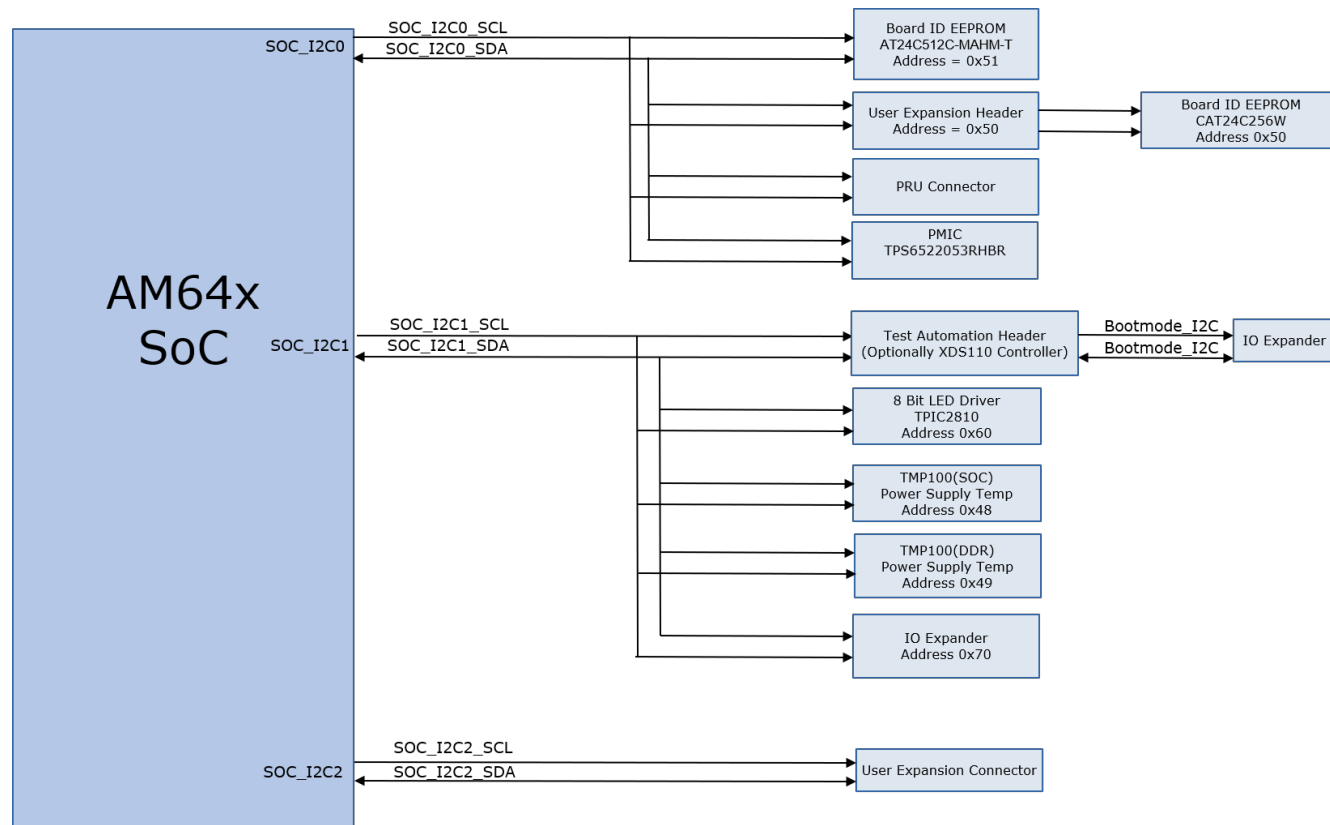 SOC_I2C0
SOC_I2C0_SCL
SOC_I2C0_SDA
Board ID EEPROM
AT24C512C-MAHM-T
Address = 0x51
User Expansion Header
Address = 0x50
Board ID EEPROM
CAT24C256W
Address 0x50
PRU Connector
PMIC
TPS6522053RHBR
AM64x
SoC
SOC_I2C1
SOC_I2C1_SCL
SOC_I2C1_SDA
Test Automation Header
(Optionally XDS110 Controller)
Bootmode_I2C
Bootmode_I2C
IO Expander
8 Bit LED Driver
TPIC2810
Address 0x60
TMP100(SOC)
Power Supply Temp
Address 0x48
TMP100(DDR)
Power Supply Temp
Address 0x49
IO Expander
Address 0x70
SOC_I2C2
SOC_I2C2_SCL
SOC_I2C2_SDA
User Expansion Connector